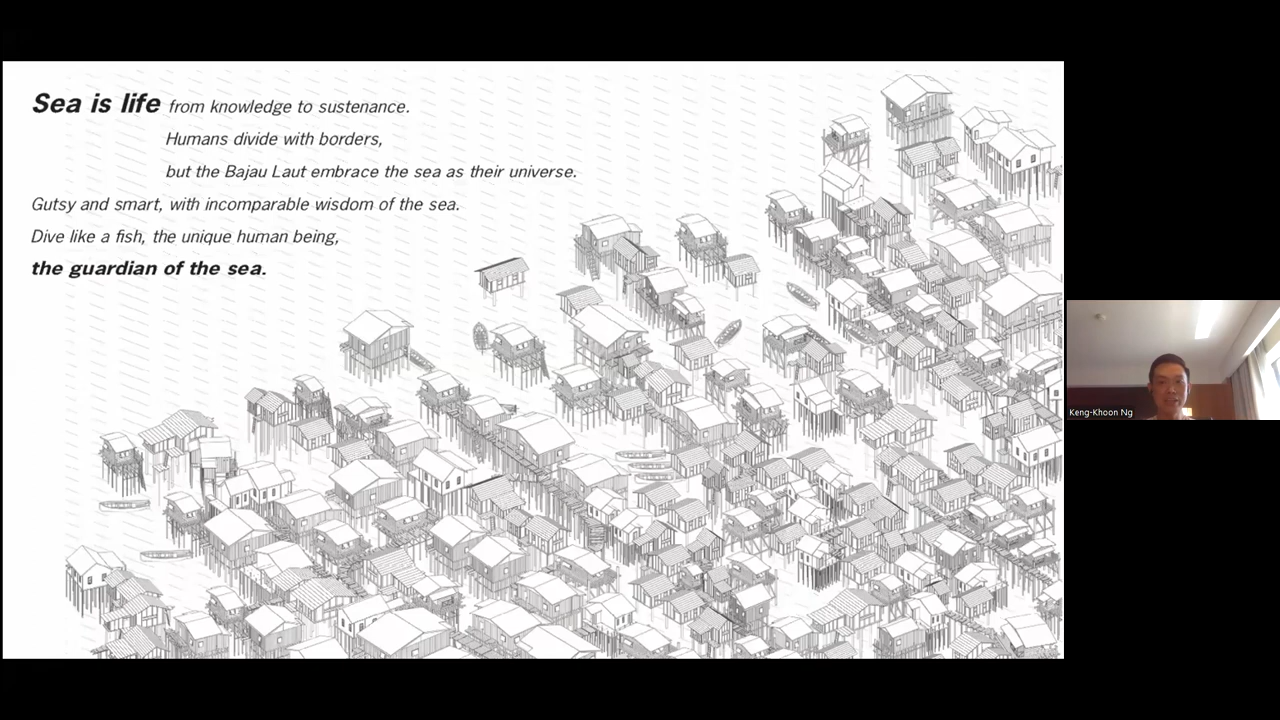 Sea is life from knowledge to sustenance.
Humans divide with borders,
but the Bajau Laut embrace the sea as their universe.
Gutsy and smart, with incomparable wisdom of the sea.
Dive like a fish, the unique human being,
the guardian of the sea.
Keng-Khoon Ng